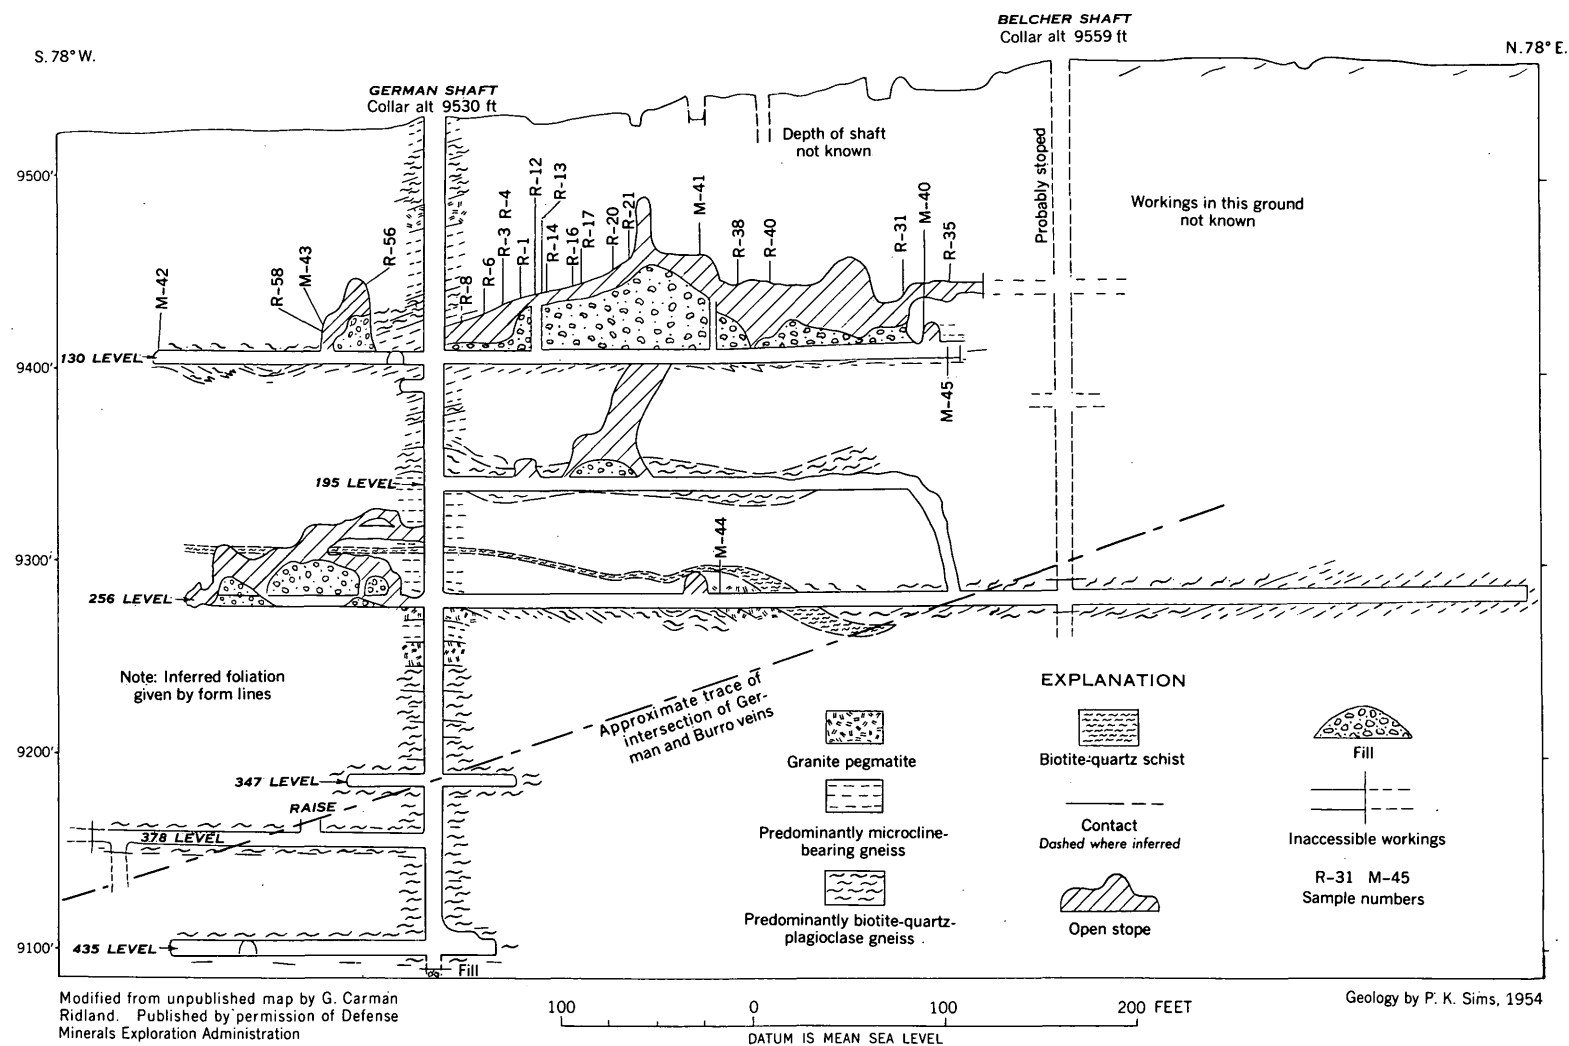 BELCHER SHAFT
Collar alt 9559 ft
S. 78° W.
N. 78° E.
GERMAN SHAFT
Collar alt 9530 ft
Depth of shaft
not known
Probably stoped
Workings in this ground
not known
9500'
9400'
9300'
9200'
9100'
M-42
R-58
M-43
R-56
R-8
R-6
R-3
R-4
R-1
R-12
R-13
R-14
R-16
R-17
R-20
R-21
M-41
R-38
R-40
R-31
M-40
R-35
130 LEVEL
M-45
195 LEVEL
M-44
256 LEVEL
Note: Inferred foliation
given by form lines
Approximate trace of
intersection of Ger-
man and Burro veins
347 LEVEL
RAISE
378 LEVEL
435 LEVEL
Fill
EXPLANATION
Granite pegmatite
Biotite-quartz schist
Fill
Predominantly microcline-
bearing gneiss
Contact
Dashed where inferred
Inaccessible workings
Predominantly biotite-quartz-
plagioclase gneiss
Open stope
R-31 M-45
Sample numbers
Modified from unpublished map by G. Carman
Ridland. Published by permission of Defense
Minerals Exploration Administration
100 0 100 200 FEET
DATUM IS MEAN SEA LEVEL
Geology by P. K. Sims, 1954